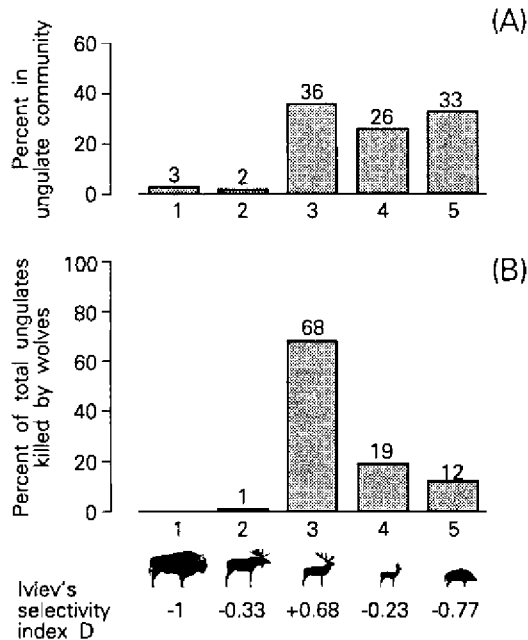 (A)
Percent in
ungulate community
60
40
20
0
3
2
36
26
33
1 2 3 4 5
(B)
Percent of total ungulates
killed by wolves
100
80
60
40
20
0
1
68
19
12
1 2 3 4 5
Ivlev's
selectivity
index D
-1 -0.33 +0.68 -0.23 -0.77